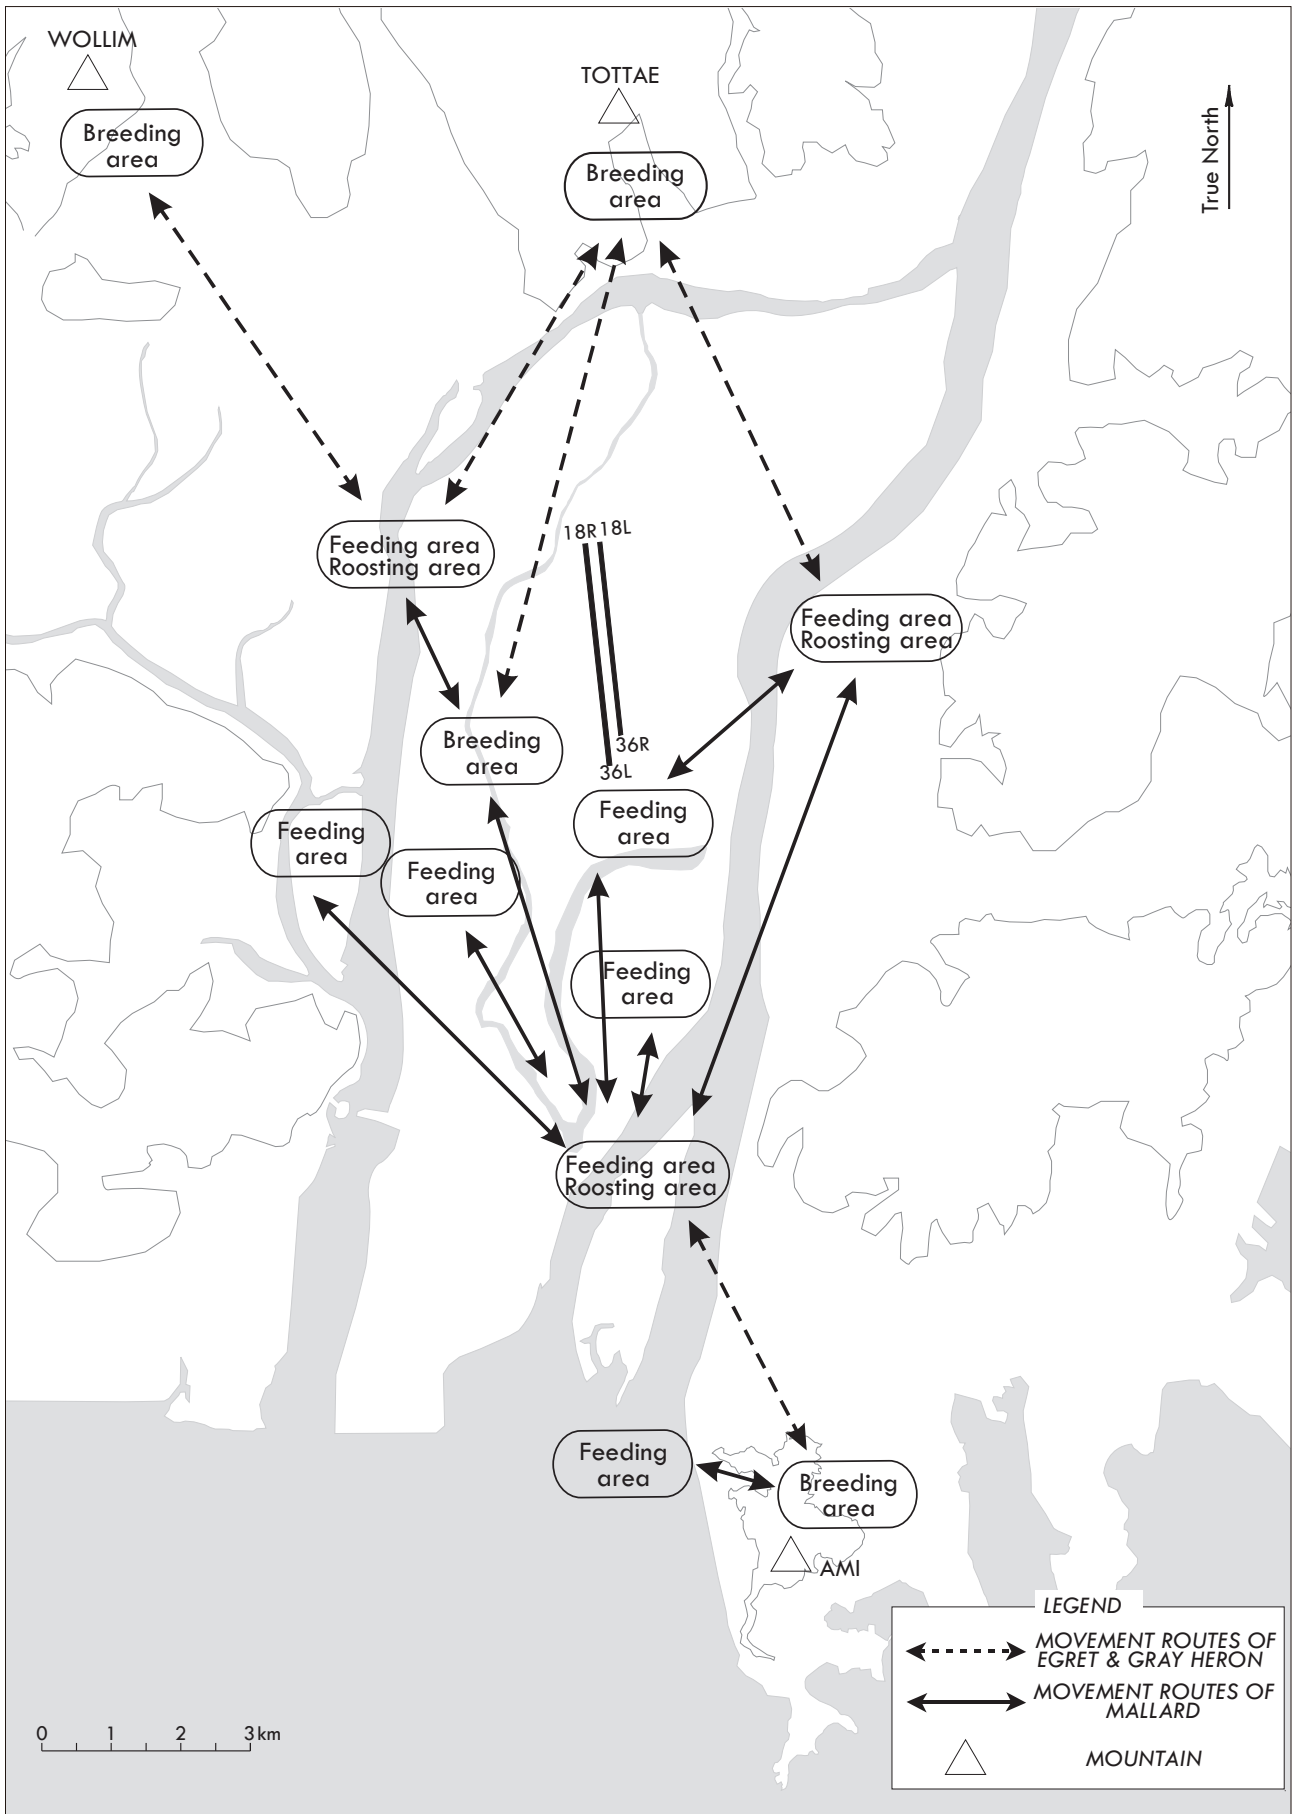 WOLLIM
TOTTAE
True North
Breeding
area
Breeding
area
18R 18L
Feeding area
Roosting area
Feeding area
Roosting area
Breeding
area
36R
36L
Feeding
area
Feeding
area
Feeding
area
Feeding
area
Feeding area
Roosting area
Feeding
area
Breeding
area
AMI
LEGEND
MOVEMENT ROUTES OF
EGRET & GRAY HERON
MOVEMENT ROUTES OF
MALLARD
MOUNTAIN
0 1 2 3 km